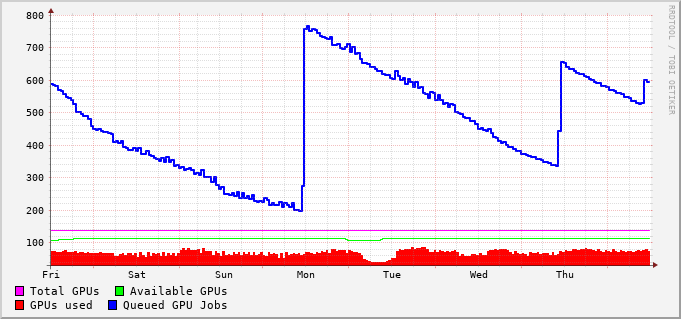 800
700
600
500
400
300
200
100
Fri Sat Sun Mon Tue Wed Thu
Total GPUs Available GPUs
GPUs used Queued GPU Jobs
RRDTOOL / TOBI OETIKER